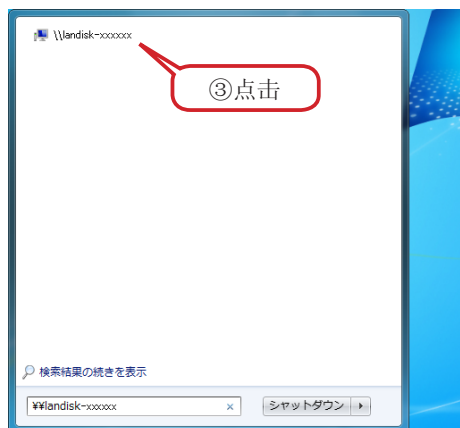 \\landisk-xxxxxx
③点击
検索結果の続きを表示
¥¥landisk-xxxxxx ×
シャットダウン